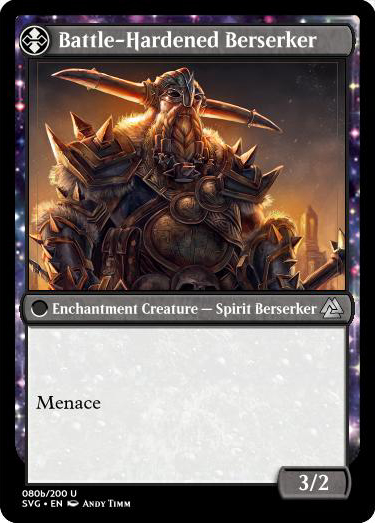 Battle-Hardened Berserker
Enchantment Creature — Spirit Berserker
Menace
3/2
080b/200 U
SVG • EN Andy Timm